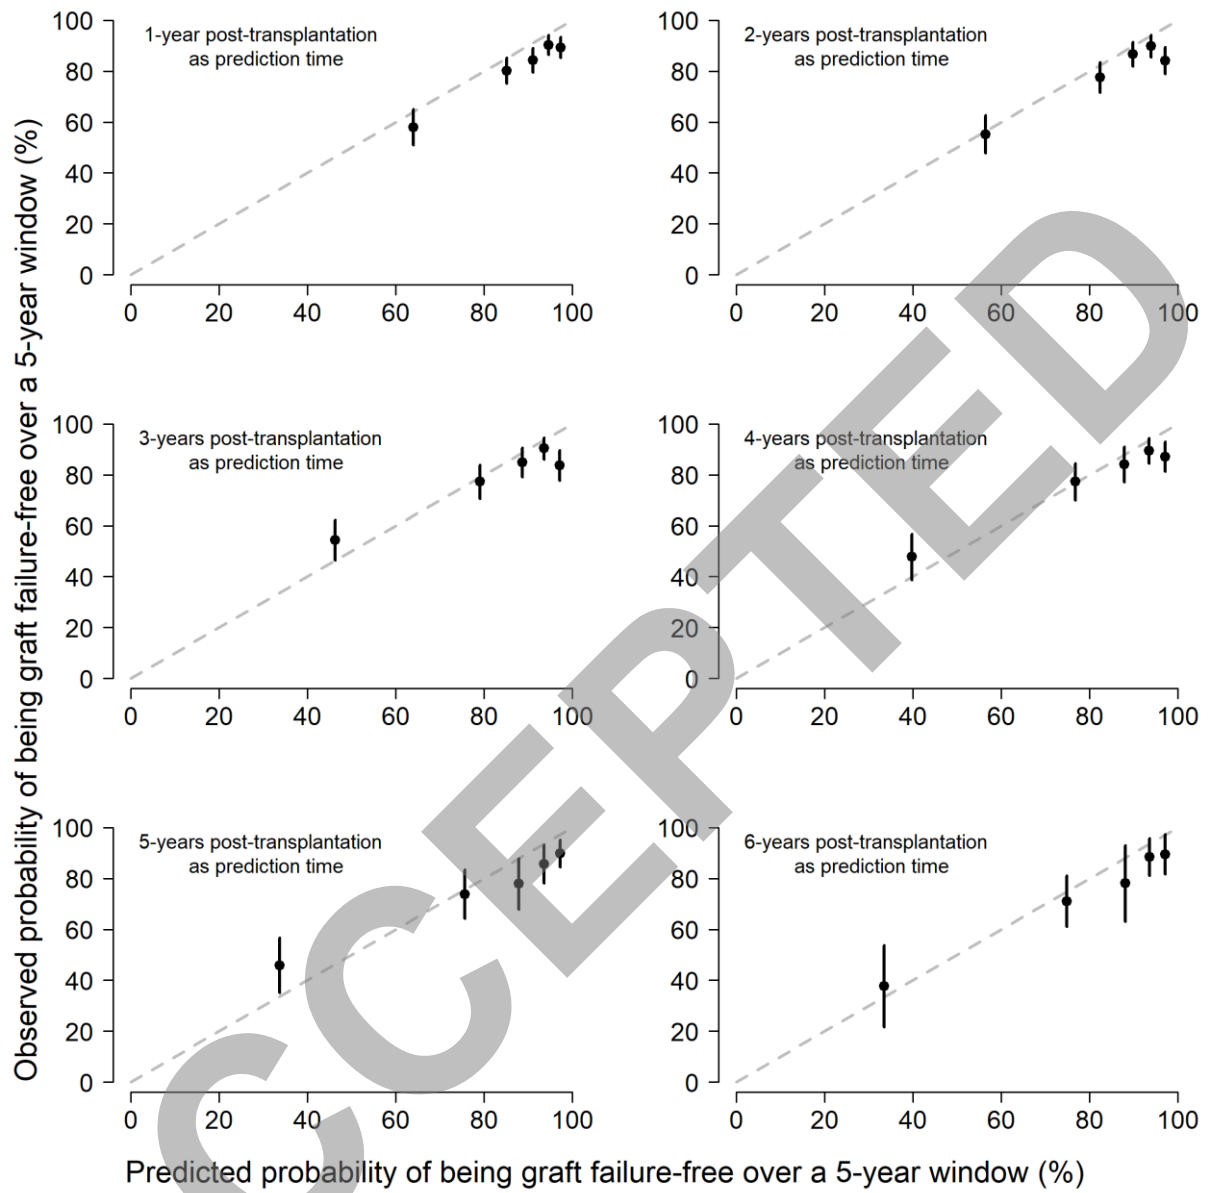 Observed probability of being graft failure-free over a 5-year window (%)
1-year post-transplantation
as prediction time
100
80
60
40
20
0
0 20 40 60 80 100
2-years post-transplantation
as prediction time
100
80
60
40
20
0
0 20 40 60 80 100
3-years post-transplantation
as prediction time
100
80
60
40
20
0
0 20 40 60 80 100
4-years post-transplantation
as prediction time
100
80
60
40
20
0
0 20 40 60 80 100
5-years post-transplantation
as prediction time
100
80
60
40
20
0
0 20 40 60 80 100
6-years post-transplantation
as prediction time
100
80
60
40
20
0
0 20 40 60 80 100
Predicted probability of being graft failure-free over a 5-year window (%)
CCEPTED